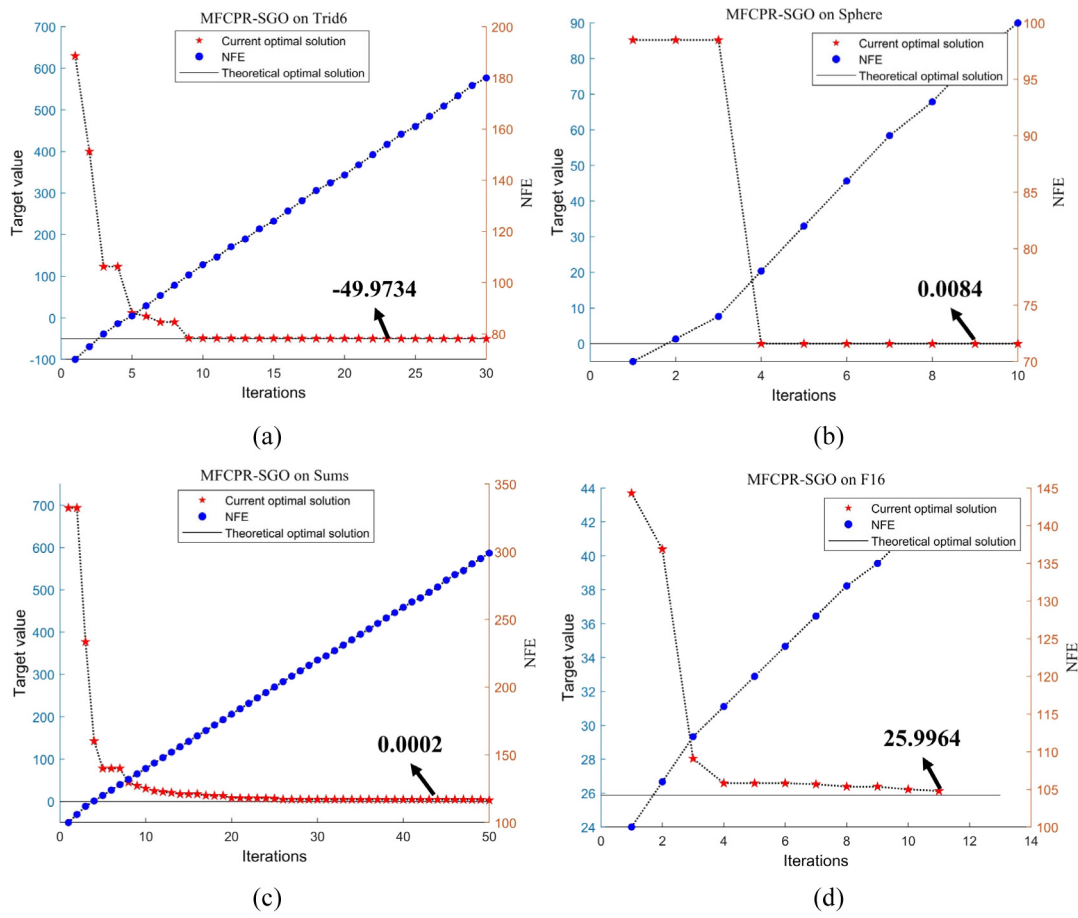 MFCPR-SGO on Trid6
Current optimal solution
NFE
Theoretical optimal solution
700
600
500
400
300
200
100
0
-100
Target value
200
180
160
140
120
100
80
NFE
-49.9734
0 5 10 15 20 25 30
Iterations
(a)
MFCPR-SGO on Sphere
Current optimal solution
NFE
Theoretical optimal solution
90
80
70
60
50
40
30
20
10
0
Target value
100
95
90
85
80
75
70
NFE
0.0084
0 2 4 6 8 10
Iterations
(b)
MFCPR-SGO on Sums
Current optimal solution
NFE
Theoretical optimal solution
700
600
500
400
300
200
100
0
Target value
350
300
250
200
150
100
NFE
0.0002
0 10 20 30 40 50
Iterations
(c)
MFCPR-SGO on F16
Current optimal solution
NFE
Theoretical optimal solution
44
42
40
38
36
34
32
30
28
26
24
Target value
145
140
135
130
125
120
115
110
105
100
NFE
25.9964
0 2 4 6 8 10 12 14
Iterations
(d)